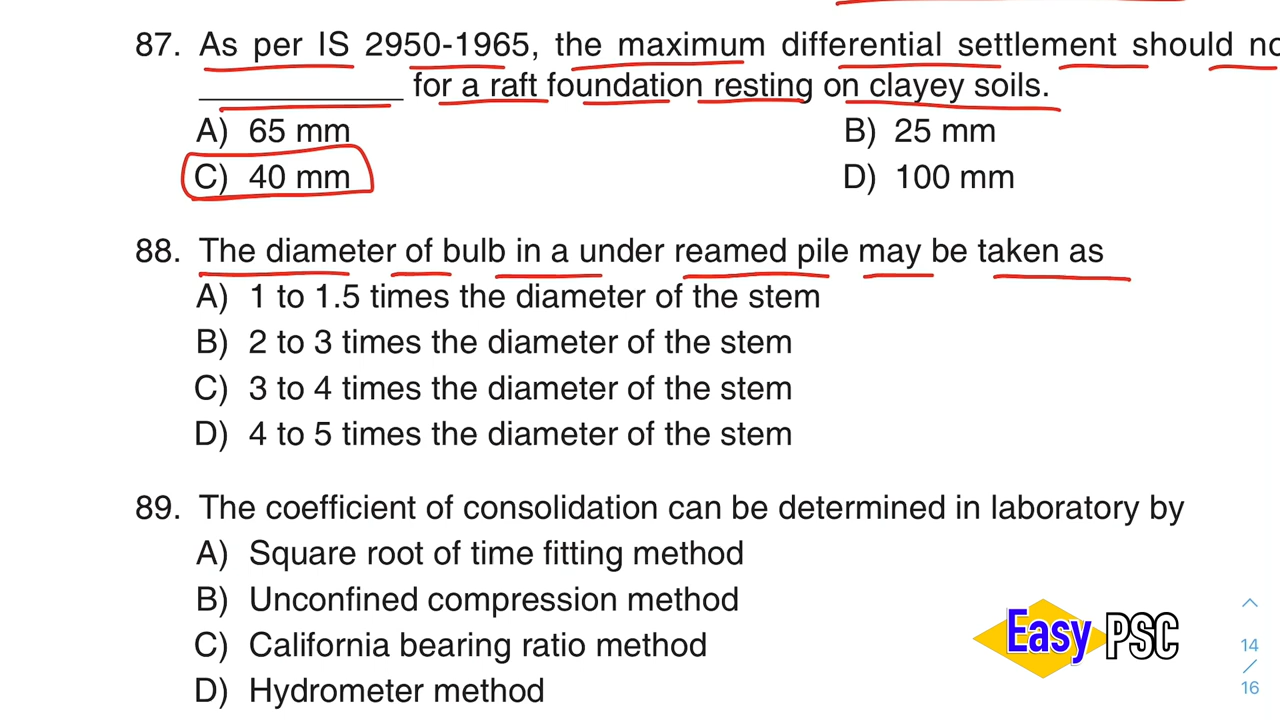 87. As per IS 2950-1965, the maximum differential settlement should no
____________ for a raft foundation resting on clayey soils.
A) 65 mm
B) 25 mm
C) 40 mm
D) 100 mm
88. The diameter of bulb in a under reamed pile may be taken as
A) 1 to 1.5 times the diameter of the stem
B) 2 to 3 times the diameter of the stem
C) 3 to 4 times the diameter of the stem
D) 4 to 5 times the diameter of the stem
89. The coefficient of consolidation can be determined in laboratory by
A) Square root of time fitting method
B) Unconfined compression method
C) California bearing ratio method
D) Hydrometer method
Easy PSC
14
/
16